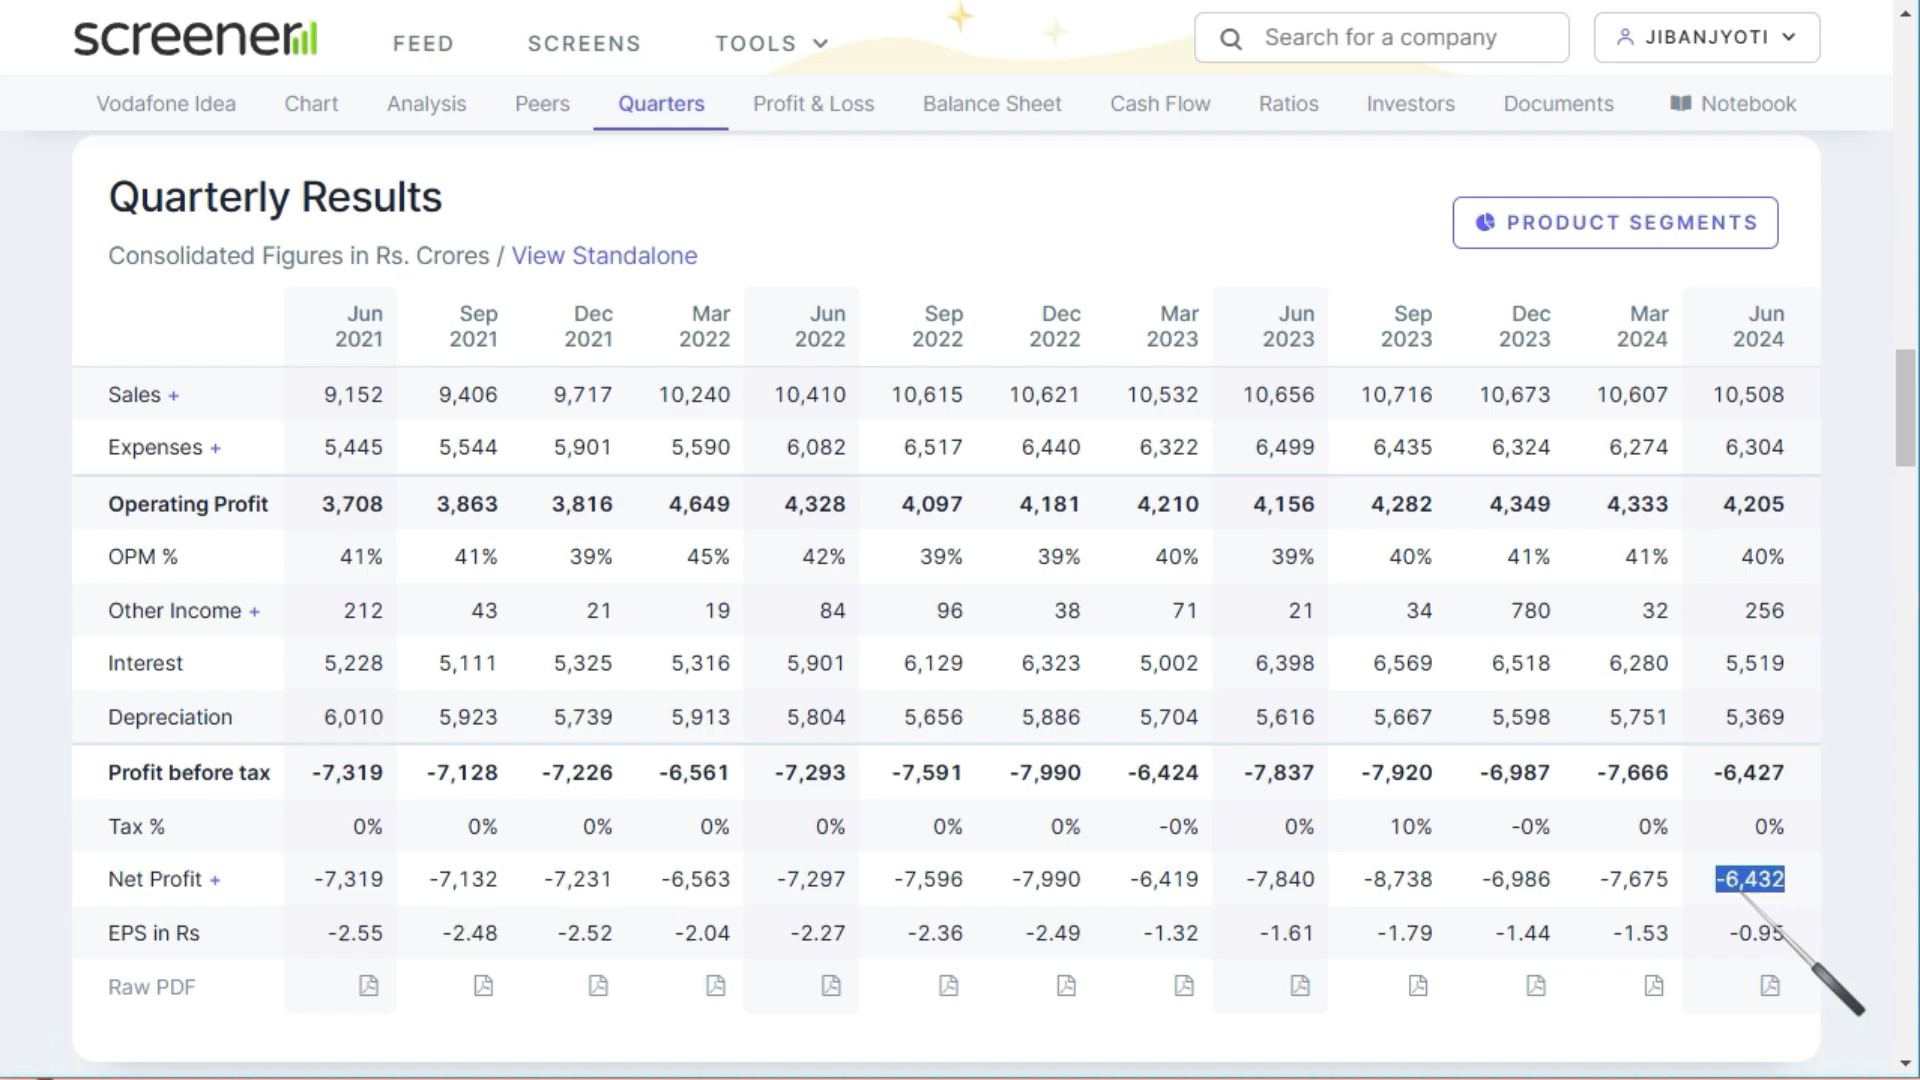 screener
FEED SCREENS TOOLS
Search for a company
JIBANJYOTI
Vodafone Idea Chart Analysis Peers Quarters Profit & Loss Balance Sheet Cash Flow Ratios Investors Documents Notebook
Quarterly Results
PRODUCT SEGMENTS
Consolidated Figures in Rs. Crores / View Standalone
Jun 2021 Sep 2021 Dec 2021 Mar 2022 Jun 2022 Sep 2022 Dec 2022 Mar 2023 Jun 2023 Sep 2023 Dec 2023 Mar 2024 Jun 2024
Sales + 9,152 9,406 9,717 10,240 10,410 10,615 10,621 10,532 10,656 10,716 10,673 10,607 10,508
Expenses + 5,445 5,544 5,901 5,590 6,082 6,517 6,440 6,322 6,499 6,435 6,324 6,274 6,304
Operating Profit 3,708 3,863 3,816 4,649 4,328 4,097 4,181 4,210 4,156 4,282 4,349 4,333 4,205
OPM % 41% 41% 39% 45% 42% 39% 39% 40% 39% 40% 41% 41% 40%
Other Income + 212 43 21 19 84 96 38 71 21 34 780 32 256
Interest 5,228 5,111 5,325 5,316 5,901 6,129 6,323 5,002 6,398 6,569 6,518 6,280 5,519
Depreciation 6,010 5,923 5,739 5,913 5,804 5,656 5,886 5,704 5,616 5,667 5,598 5,751 5,369
Profit before tax -7,319 -7,128 -7,226 -6,561 -7,293 -7,591 -7,990 -6,424 -7,837 -7,920 -6,987 -7,666 -6,427
Tax % 0% 0% 0% 0% 0% 0% 0% -0% 0% 10% -0% 0% 0%
Net Profit + -7,319 -7,132 -7,231 -6,563 -7,297 -7,596 -7,990 -6,419 -7,840 -8,738 -6,986 -7,675 -6,432
EPS in Rs -2.55 -2.48 -2.52 -2.04 -2.27 -2.36 -2.49 -1.32 -1.61 -1.79 -1.44 -1.53 -0.95
Raw PDF